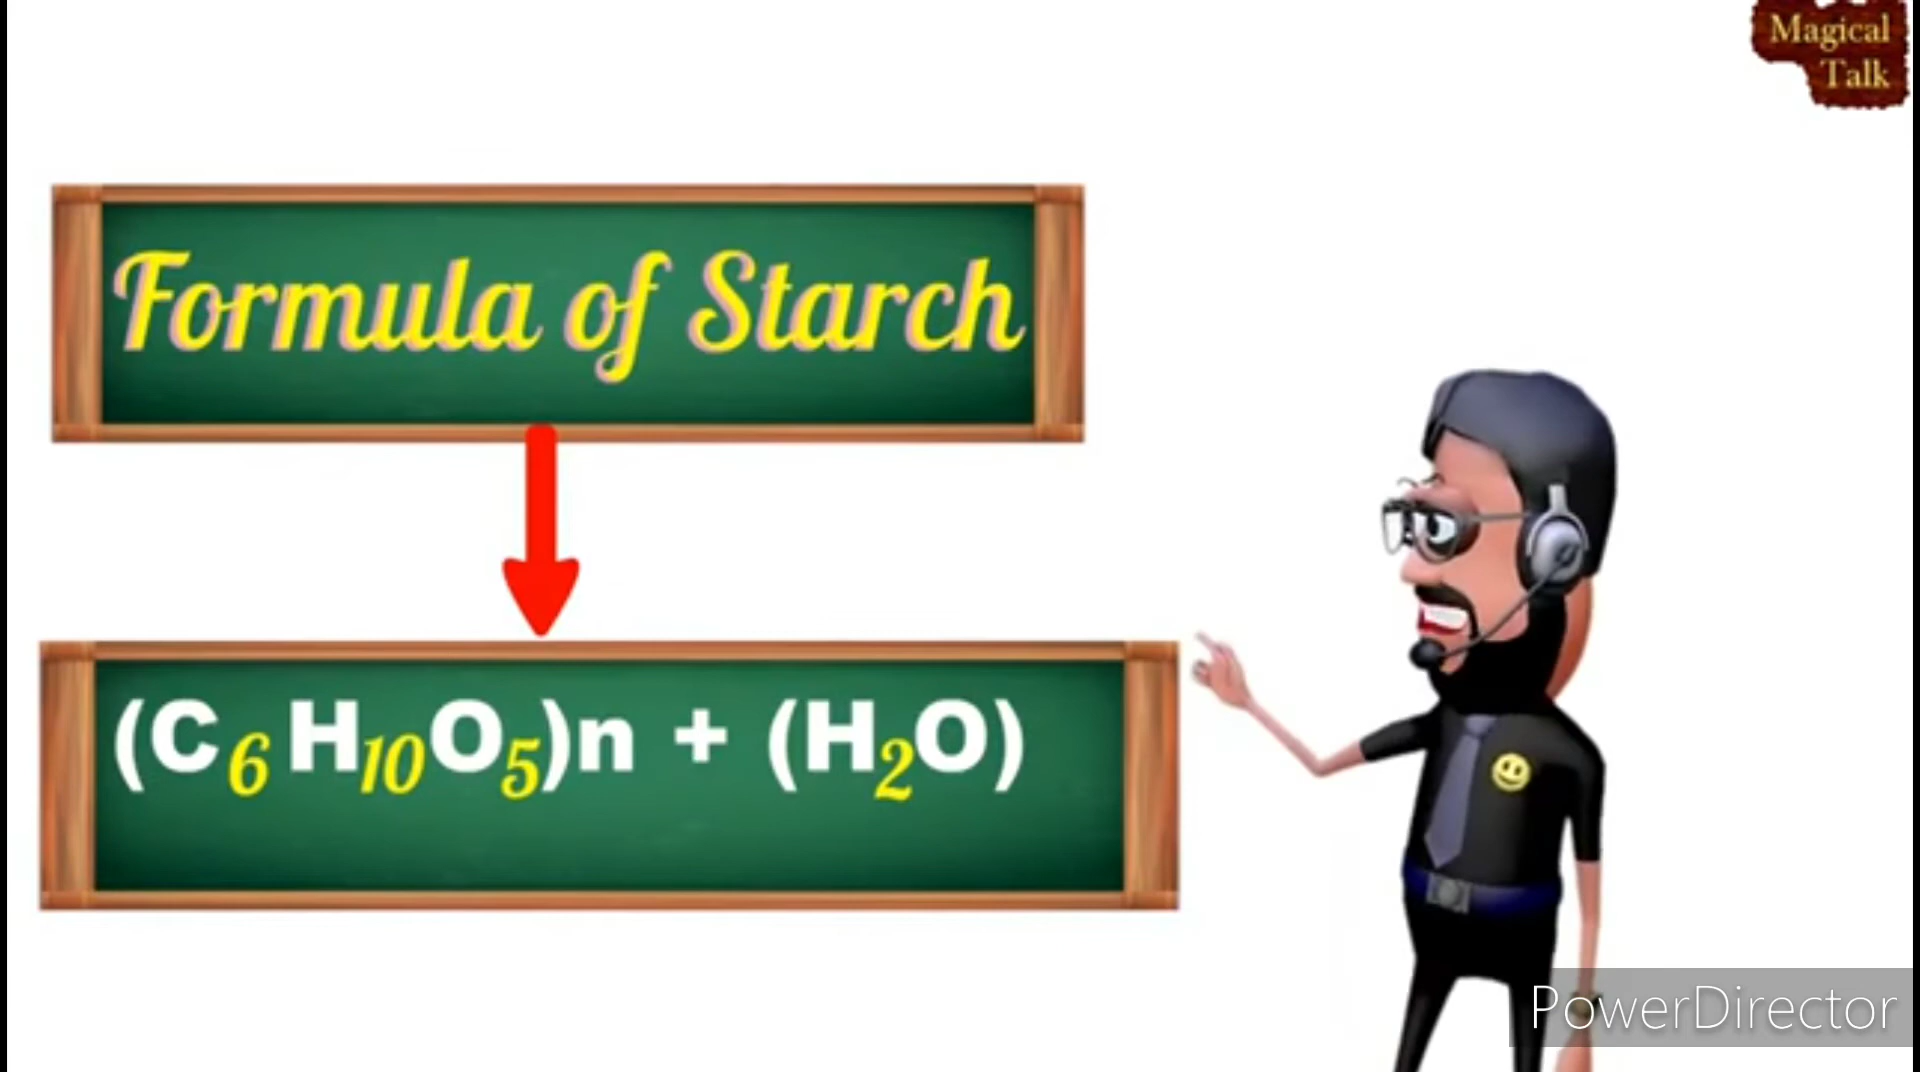 Magical
Talk
Formula of Starch
(C6H10O5)n + (H2O)
PowerDirector